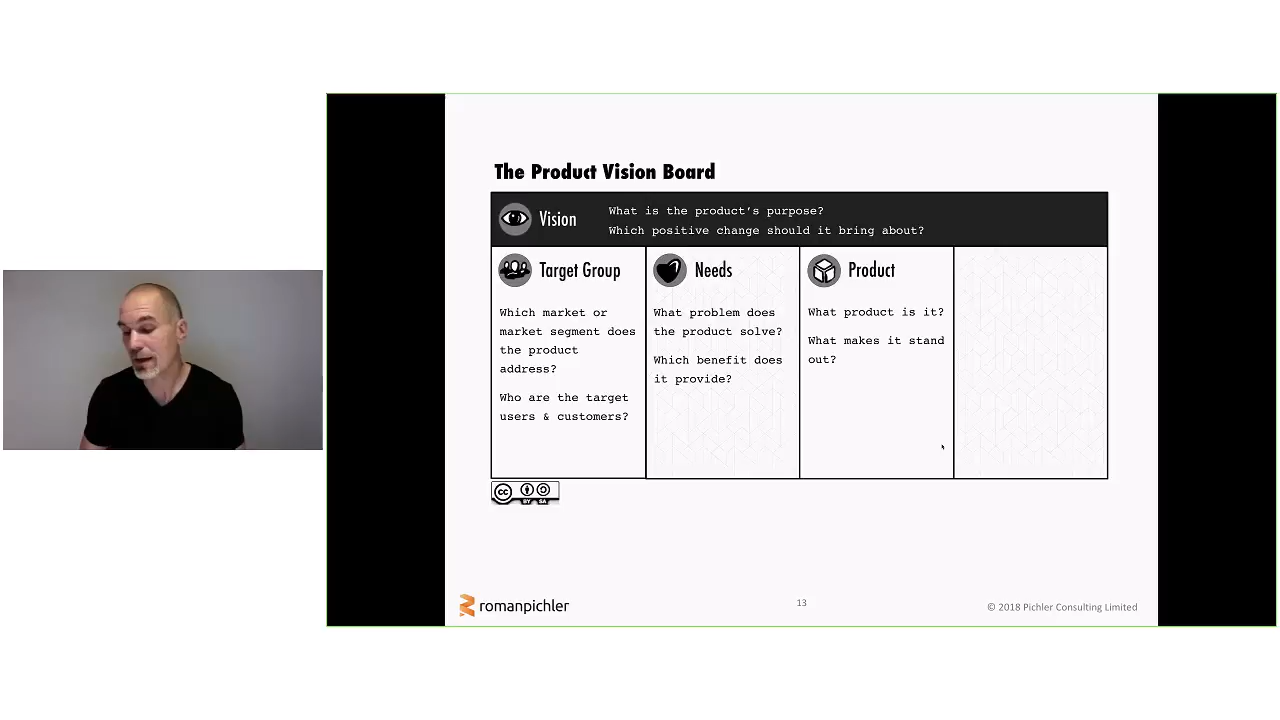 The Product Vision Board
Vision
What is the product's purpose?
Which positive change should it bring about?
Target Group
Which market or
market segment does
the product
address?
Who are the target
users & customers?
Needs
What problem does
the product solve?
Which benefit does
it provide?
Product
What product is it?
What makes it stand
out?
cc
BY SA
romanpichler
13
© 2018 Pichler Consulting Limited